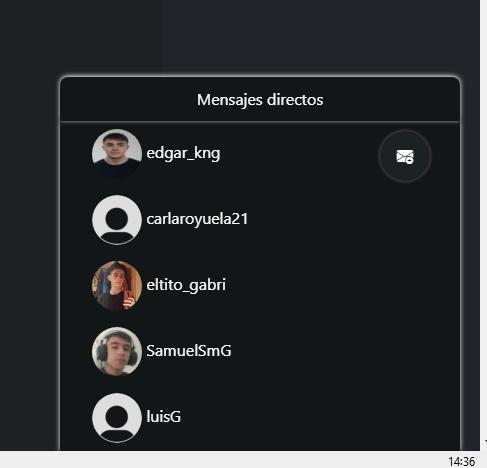 Mensajes directos
edgar_kng
carlaroyuela21
eltito_gabri
SamuelSmG
luisG
14:36